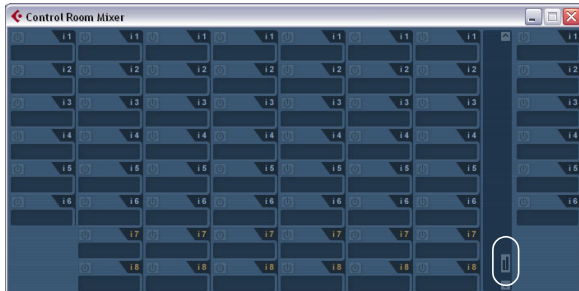 Control Room Mixer
i 1 i 1 i 1 i 1 i 1 i 1 i 1 i 1
i 2 i 2 i 2 i 2 i 2 i 2 i 2 i 2
i 3 i 3 i 3 i 3 i 3 i 3 i 3 i 3
i 4 i 4 i 4 i 4 i 4 i 4 i 4 i 4
i 5 i 5 i 5 i 5 i 5 i 5 i 5 i 5
i 6 i 6 i 6 i 6 i 6 i 6 i 6 i 6
i 7 i 7 i 7 i 7 i 7 i 7
i 8 i 8 i 8 i 8 i 8 i 8